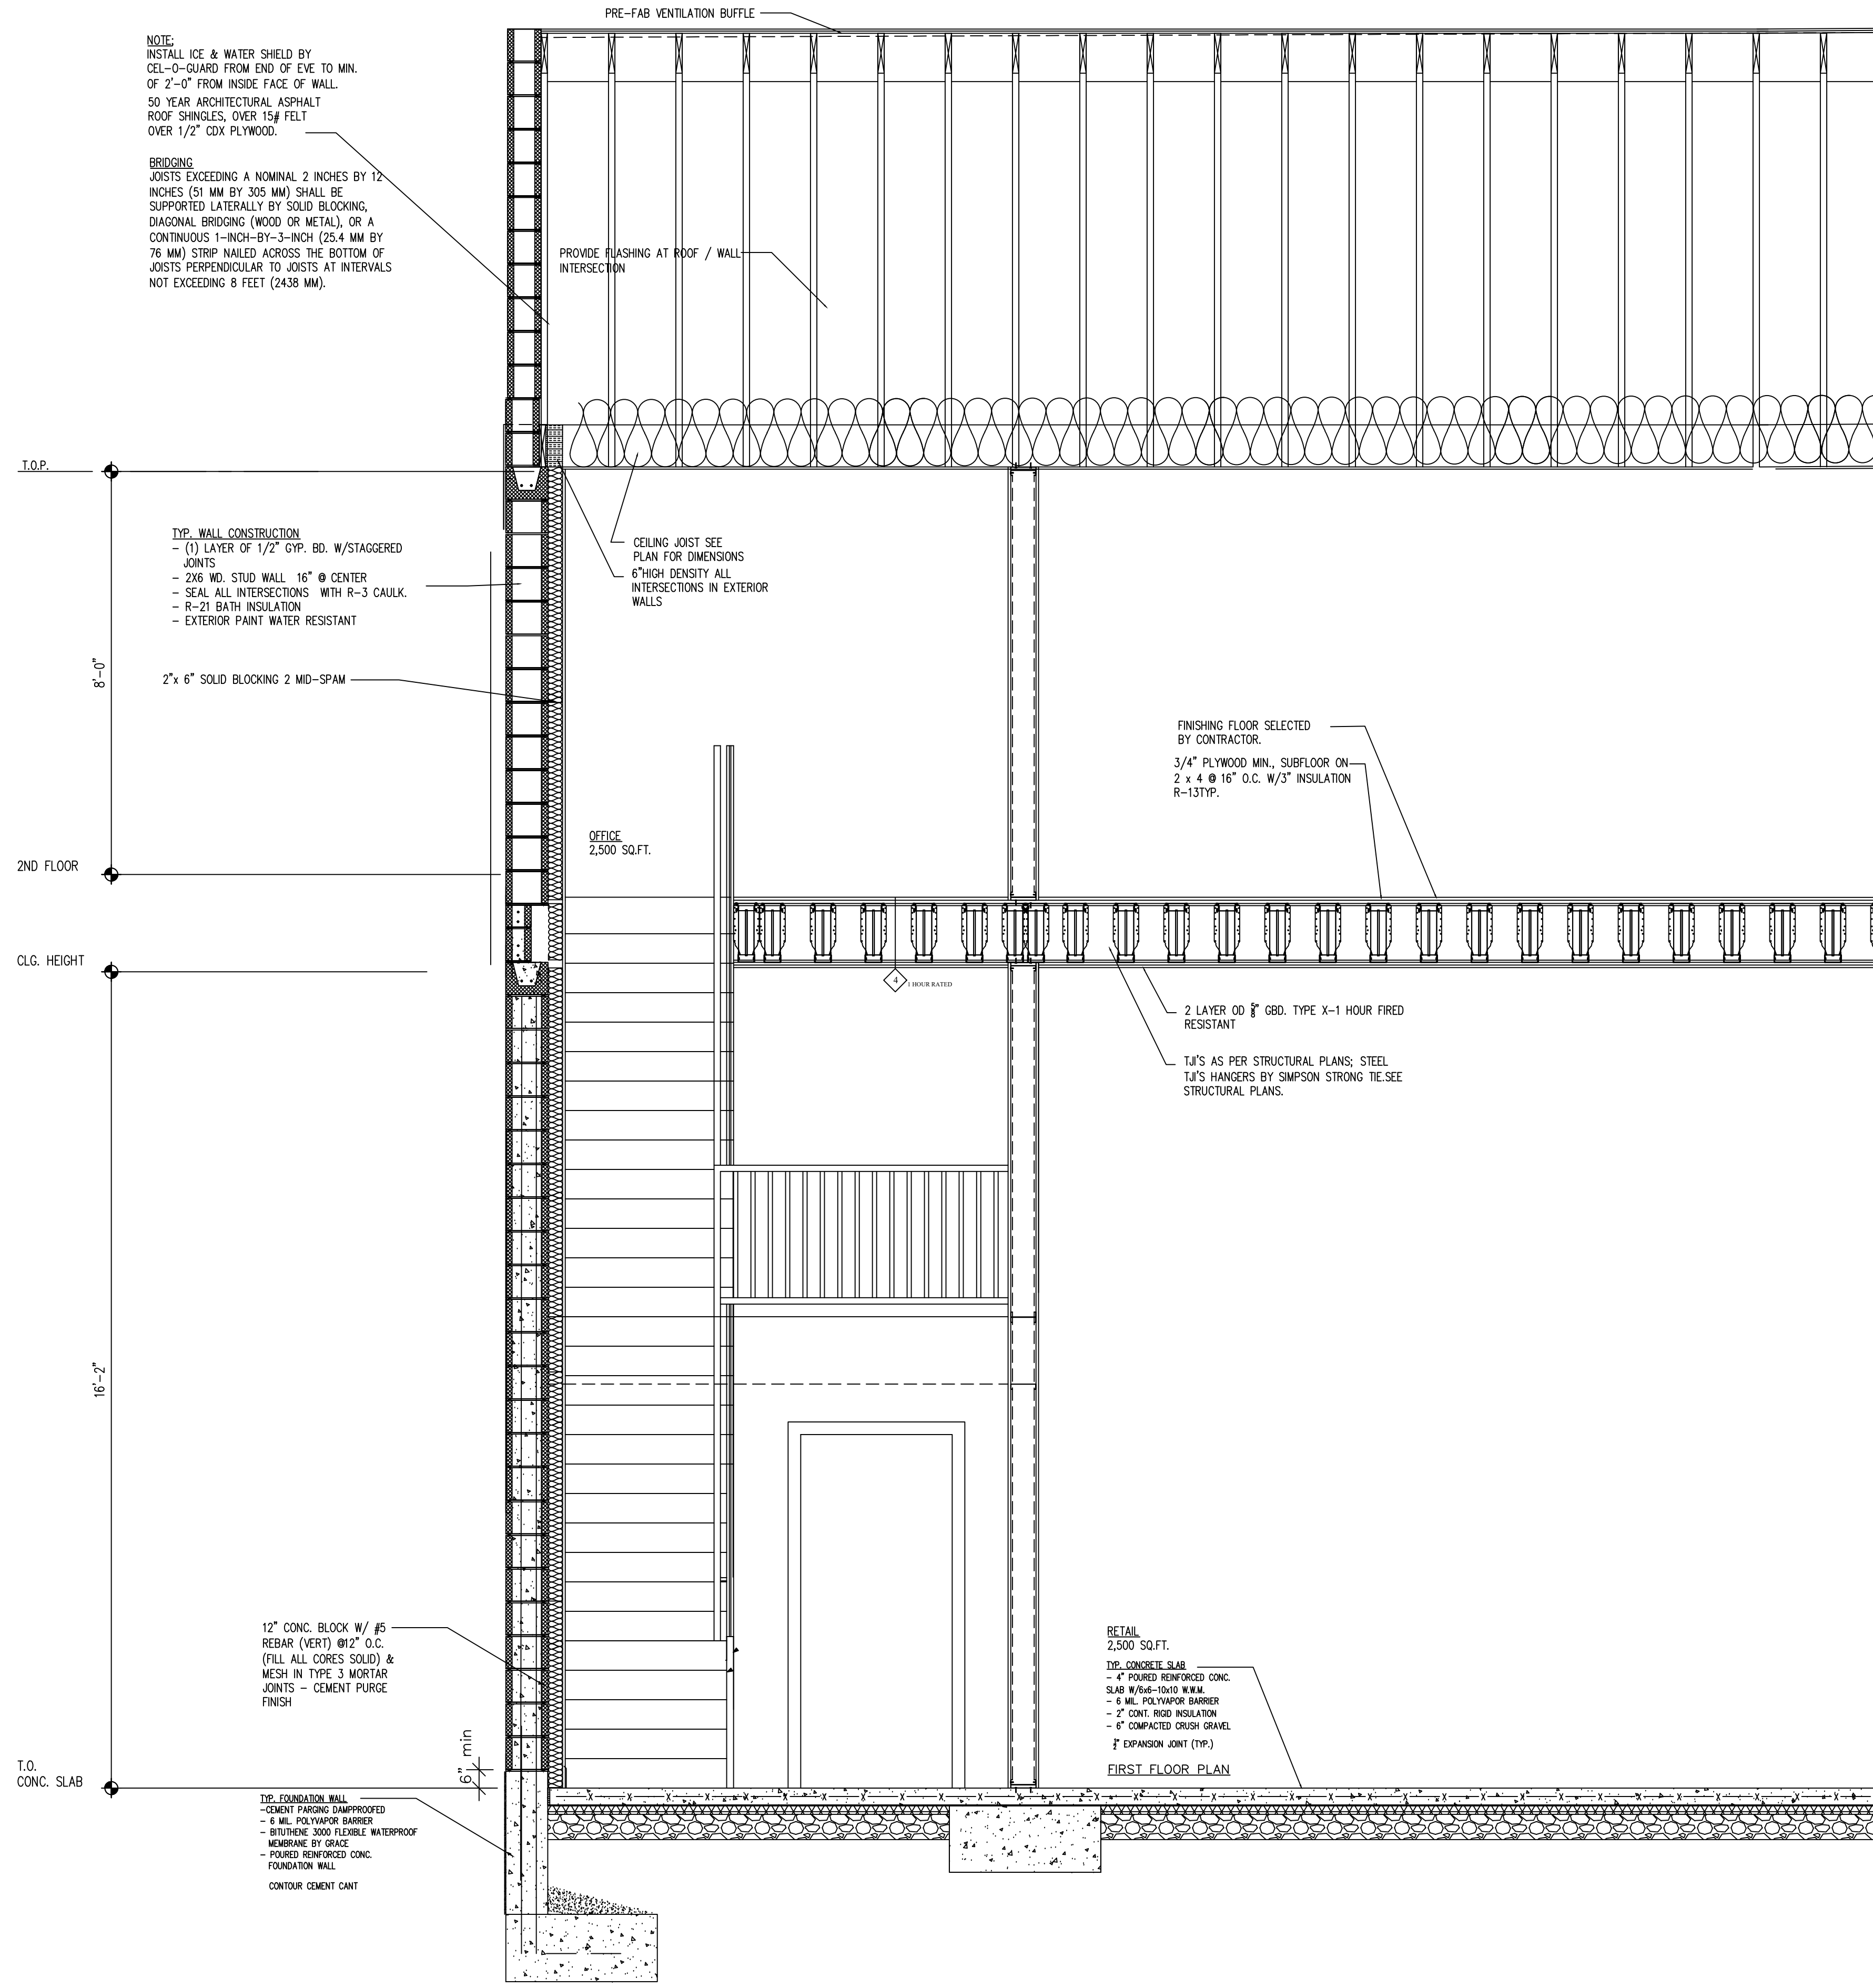 PRE-FAB VENTILATION BUFFLE
NOTE;
INSTALL ICE & WATER SHIELD BY
CEL-O-GUARD FROM END OF EVE TO MIN.
OF 2'-0" FROM INSIDE FACE OF WALL.
50 YEAR ARCHITECTURAL ASPHALT
ROOF SHINGLES, OVER 15# FELT
OVER 1/2" CDX PLYWOOD.
BRIDGING
JOISTS EXCEEDING A NOMINAL 2 INCHES BY 12
INCHES (51 MM BY 305 MM) SHALL BE
SUPPORTED LATERALLY BY SOLID BLOCKING,
DIAGONAL BRIDGING (WOOD OR METAL), OR A
CONTINUOUS 1-INCH-BY-3-INCH (25.4 MM BY
76 MM) STRIP NAILED ACROSS THE BOTTOM OF
JOISTS PERPENDICULAR TO JOISTS AT INTERVALS
NOT EXCEEDING 8 FEET (2438 MM).
PROVIDE FLASHING AT ROOF / WALL
INTERSECTION
T.O.P.
TYP. WALL CONSTRUCTION
- (1) LAYER OF 1/2" GYP. BD. W/STAGGERED
JOINTS
- 2X6 WD. STUD WALL 16" @ CENTER
- SEAL ALL INTERSECTIONS WITH R-3 CAULK.
- R-21 BATH INSULATION
- EXTERIOR PAINT WATER RESISTANT
CEILING JOIST SEE
PLAN FOR DIMENSIONS
6"HIGH DENSITY ALL
INTERSECTIONS IN EXTERIOR
WALLS
8'-0"
2"x 6" SOLID BLOCKING 2 MID-SPAM
FINISHING FLOOR SELECTED
BY CONTRACTOR.
3/4" PLYWOOD MIN., SUBFLOOR ON
2 x 4 @ 16" O.C. W/3" INSULATION
R-13TYP.
OFFICE
2,500 SQ.FT.
2ND FLOOR
CLG. HEIGHT
4
1 HOUR RATED
2 LAYER OD 5/8" GBD. TYPE X-1 HOUR FIRED
RESISTANT
TJI'S AS PER STRUCTURAL PLANS; STEEL
TJI'S HANGERS BY SIMPSON STRONG TIE.SEE
STRUCTURAL PLANS.
16'-2"
12" CONC. BLOCK W/ #5
REBAR (VERT) @12" O.C.
(FILL ALL CORES SOLID) &
MESH IN TYPE 3 MORTAR
JOINTS - CEMENT PURGE
FINISH
RETAIL
2,500 SQ.FT.
TYP. CONCRETE SLAB
- 4" POURED REINFORCED CONC.
SLAB W/6x6-10x10 W.W.M.
- 6 MIL. POLYVAPOR BARRIER
- 2" CONT. RIGID INSULATION
- 6" COMPACTED CRUSH GRAVEL
1/2" EXPANSION JOINT (TYP.)
FIRST FLOOR PLAN
6" min
T.O.
CONC. SLAB
TYP. FOUNDATION WALL
-CEMENT PARGING DAMPPROOFED
- 6 MIL. POLYVAPOR BARRIER
- BITUTHENE 3000 FLEXIBLE WATERPROOF
MEMBRANE BY GRACE
- POURED REINFORCED CONC.
FOUNDATION WALL
CONTOUR CEMENT CANT
X X X X X X X X X X X X X X X X X X X X X X X X X X X X X X X X X